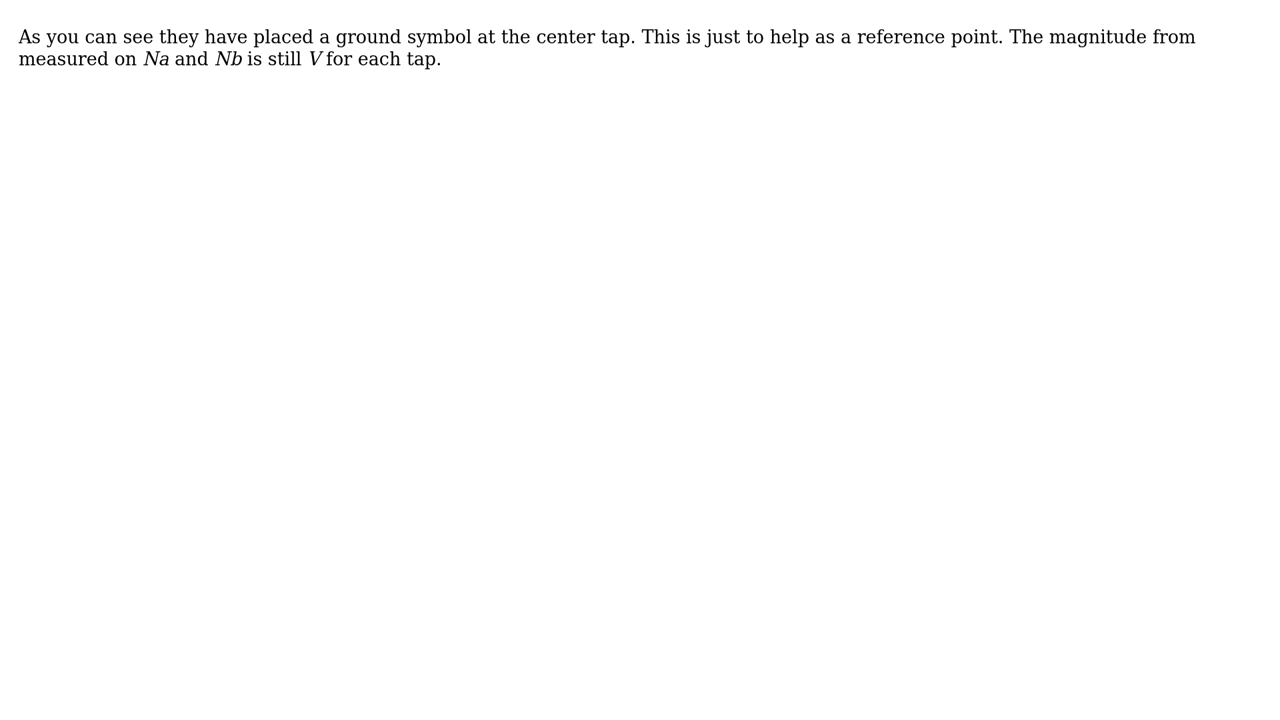 As you can see they have placed a ground symbol at the center tap. This is just to help as a reference point. The magnitude from
measured on Na and Nb is still V for each tap.